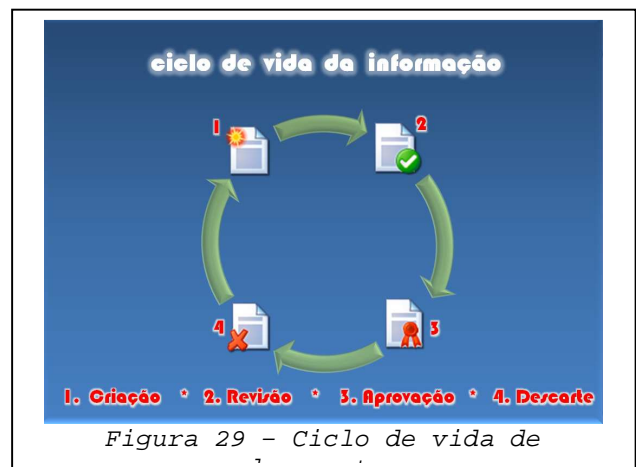 ciclo de vida da informação
1
2
4
3
1. Criação * 2. Revisão * 3. Aprovação * 4. Descarte
Figura 29 – Ciclo de vida de